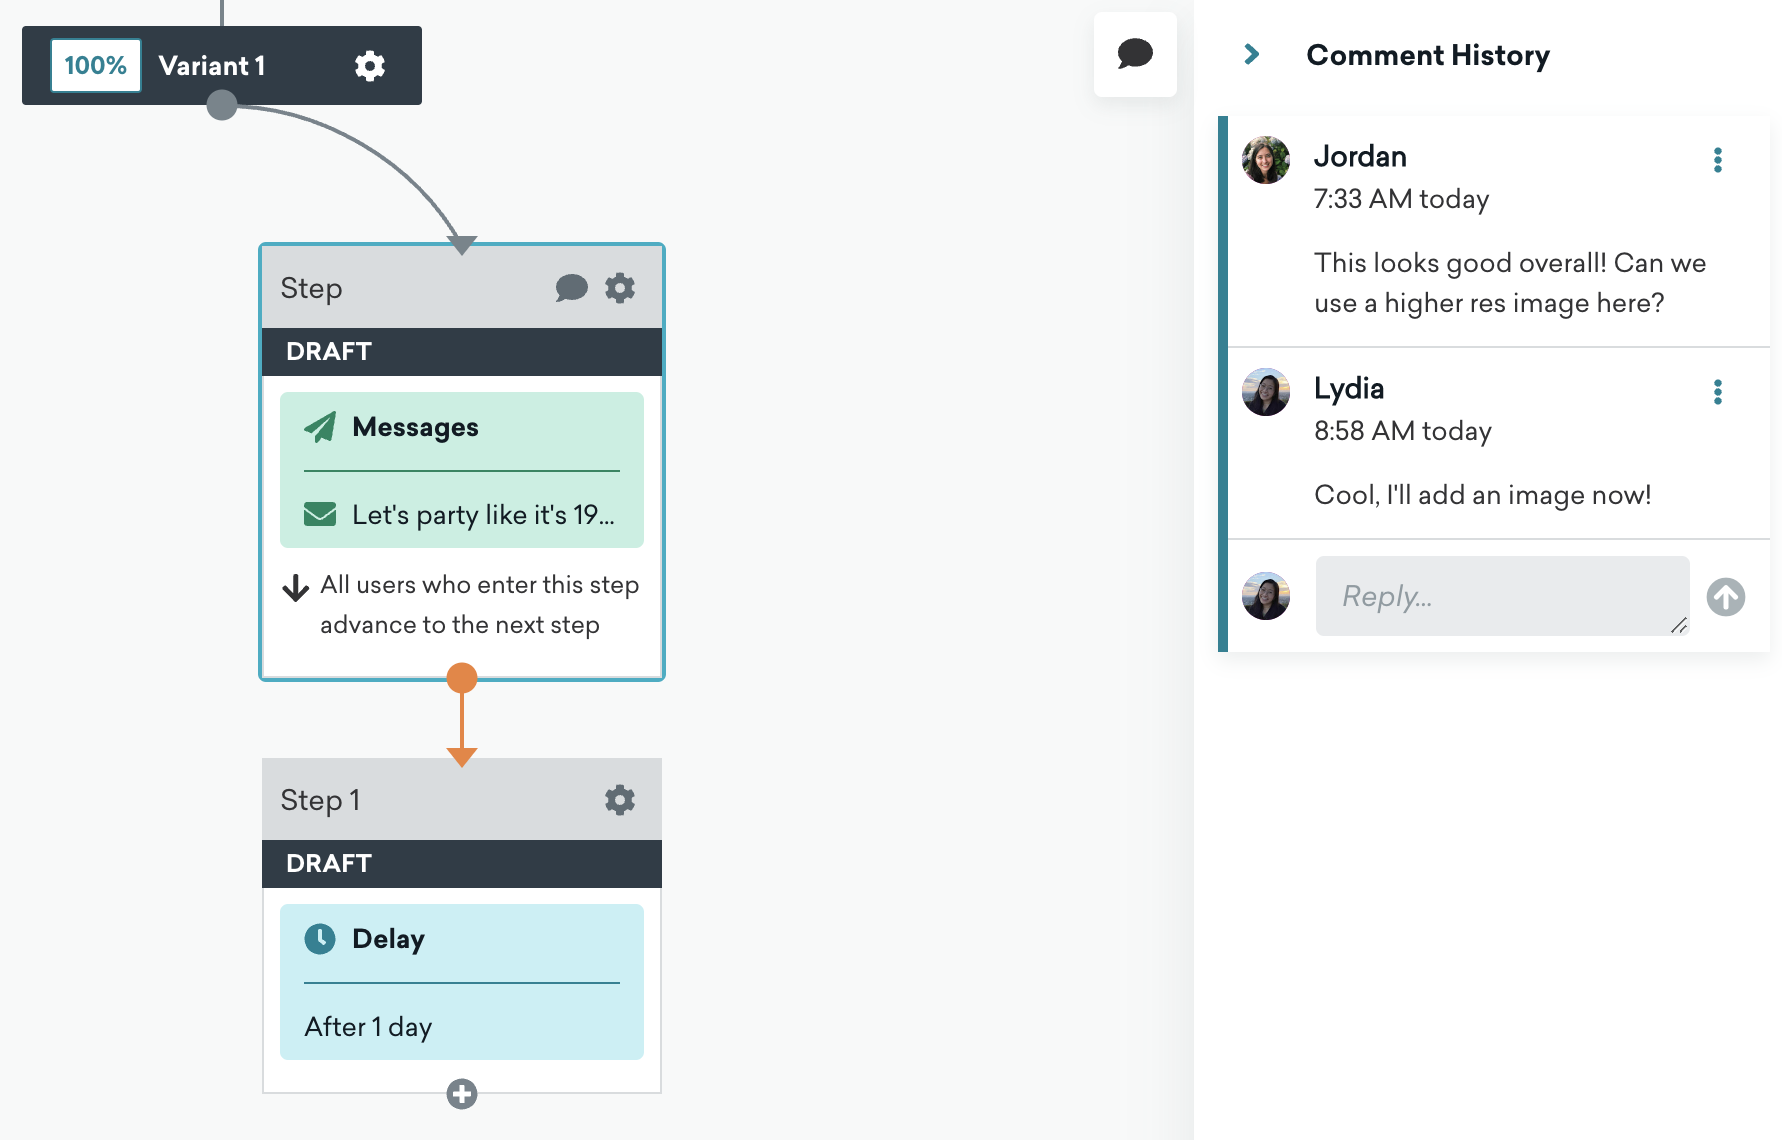 100% Variant 1
Step
DRAFT
Messages
Let's party like it's 19...
All users who enter this step
advance to the next step
Step 1
DRAFT
Delay
After 1 day
Comment History
Jordan
7:33 AM today
This looks good overall! Can we
use a higher res image here?
Lydia
8:58 AM today
Cool, I'll add an image now!
Reply...